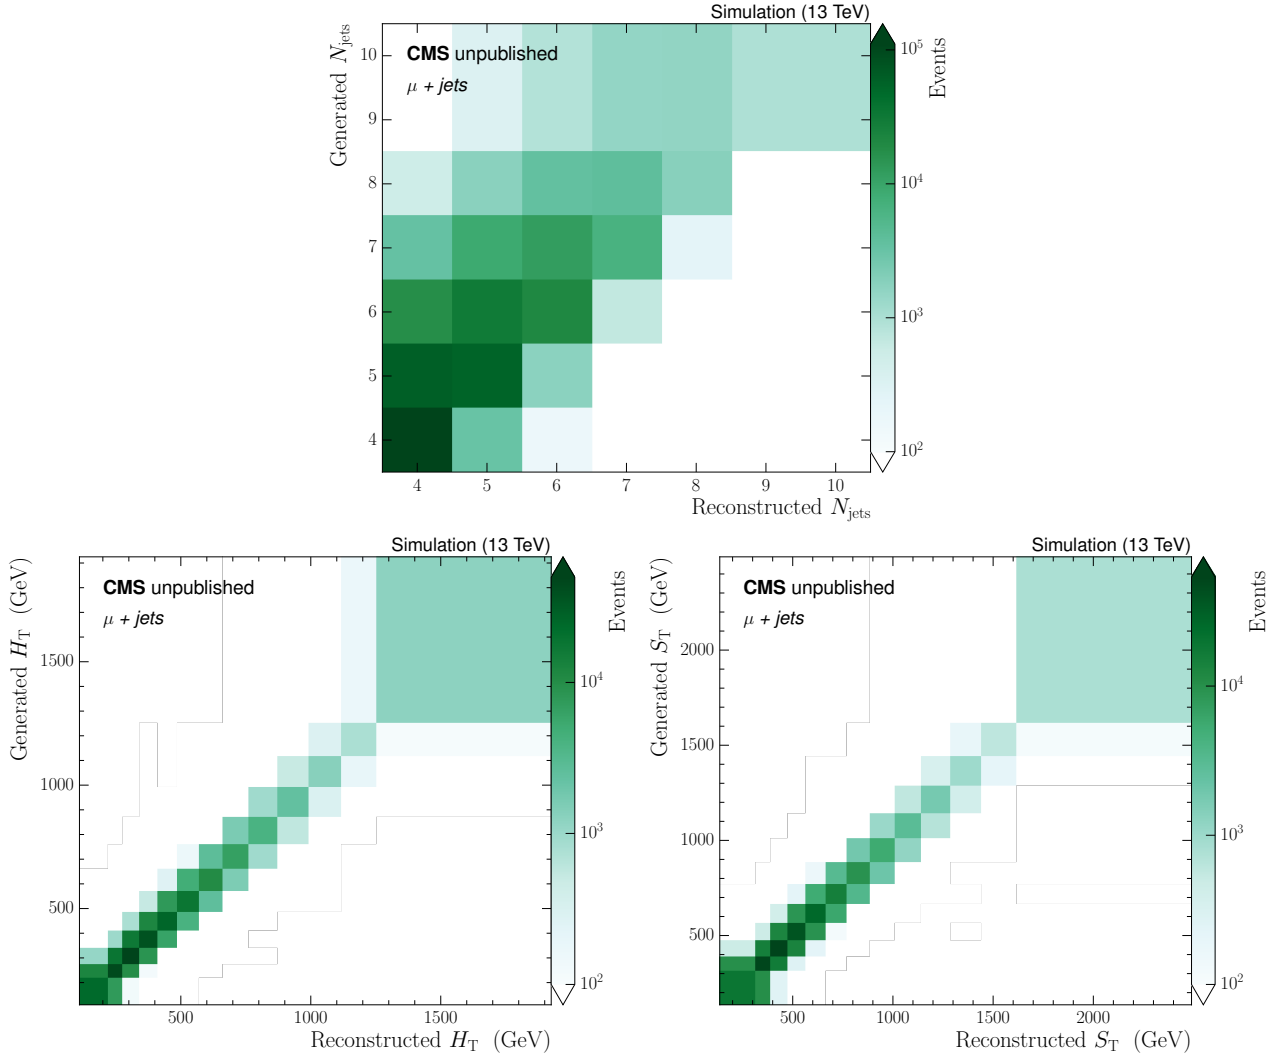 Simulation (13 TeV)
CMS unpublished
μ + jets
Generated N_jets
10
9
8
7
6
5
4
4 5 6 7 8 9 10
Reconstructed N_jets
10^5
10^4
10^3
10^2
Events
Simulation (13 TeV)
CMS unpublished
μ + jets
Generated H_T (GeV)
1500
1000
500
500 1000 1500
Reconstructed H_T (GeV)
10^4
10^3
10^2
Events
Simulation (13 TeV)
CMS unpublished
μ + jets
Generated S_T (GeV)
2000
1500
1000
500
500 1000 1500 2000
Reconstructed S_T (GeV)
10^4
10^3
10^2
Events